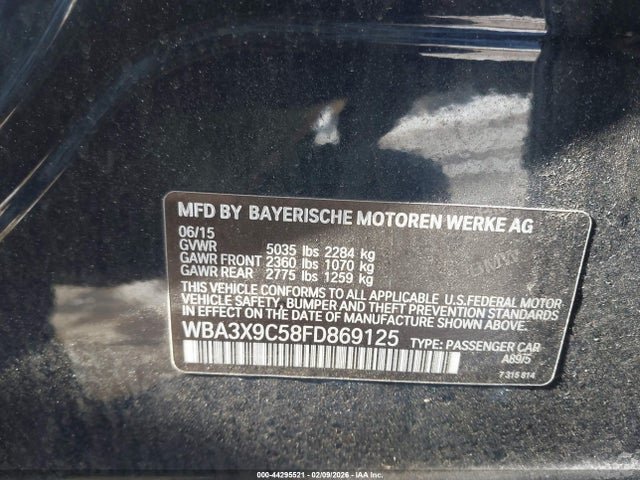 MFD BY BAYERISCHE MOTOREN WERKE AG
06/15
GVWR 5035 lbs 2284 kg
GAWR FRONT 2360 lbs 1070 kg
GAWR REAR 2775 lbs 1259 kg
THIS VEHICLE CONFORMS TO ALL APPLICABLE U.S.FEDERAL MOTOR
VEHICLE SAFETY, BUMPER AND THEFT PREVENTION STANDARDS
IN EFFECT ON THE DATE OF MANUFACTURE SHOWN ABOVE.
WBA3X9C58FD869125 TYPE: PASSENGER CAR
A89/5
7 315 814
000-44295521 - 02/09/2026 - IAAI.COM